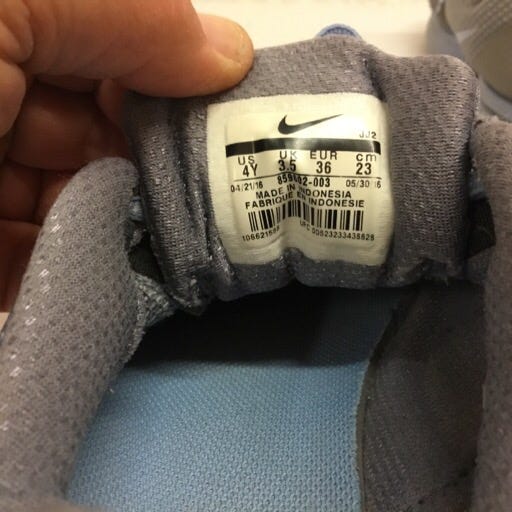 JJ2
US UK EUR cm
4Y 3.5 36 23
04/21/16 05/30/16
MADE IN INDONESIA
FABRIQUE EN INDONESIE